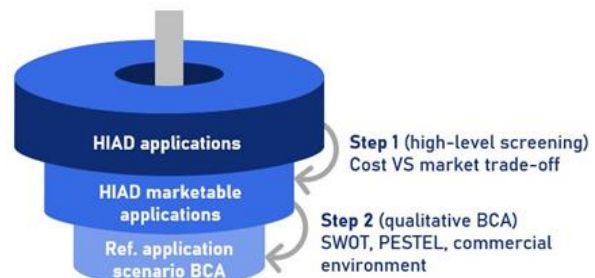 HIAD applications
Step 1 (high-level screening)
Cost VS market trade-off
HIAD marketable
applications
Step 2 (qualitative BCA)
SWOT, PESTEL, commercial
environment
Ref. application
scenario BCA